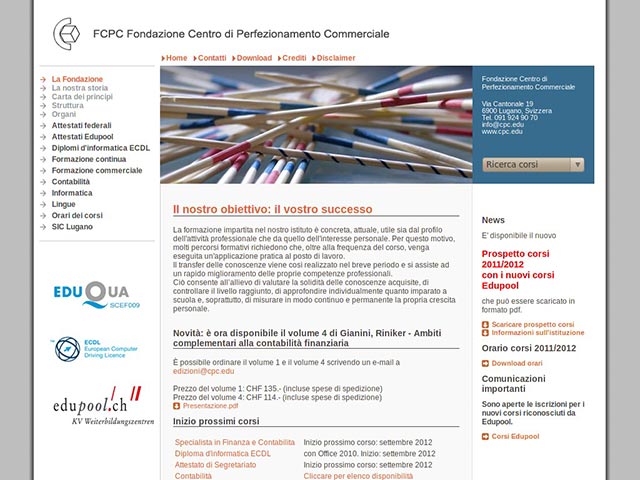 FCPC Fondazione Centro di Perfezionamento Commerciale
Home Contatti Download Crediti Disclaimer
La Fondazione
La nostra storia
Carta dei principi
Struttura
Organi
Attestati federali
Attestati Edupool
Diplomi d'informatica ECDL
Formazione continua
Formazione commerciale
Contabilità
Informatica
Lingue
Orari dei corsi
SIC Lugano
EDUQUA
SCEF009
ECDL
European Computer
Driving Licence
edupool.ch
KV Weiterbildungszentren
Il nostro obiettivo: il vostro successo
La formazione impartita nel nostro istituto è concreta, attuale, utile sia dal profilo
dell'attività professionale che da quello dell'interesse personale. Per questo motivo,
molti percorsi formativi richiedono che, oltre alla frequenza del corso, venga
eseguita un'applicazione pratica al posto di lavoro.
Il transfer delle conoscenze viene così realizzato nel breve periodo e si assiste ad
un rapido miglioramento delle proprie competenze professionali.
Ciò consente all'allievo di valutare la solidità delle conoscenze acquisite, di
controllare il livello raggiunto, di approfondire individualmente quanto imparato a
scuola e, soprattutto, di misurare in modo continuo e permanente la propria crescita
personale.
Novità: è ora disponibile il volume 4 di Gianini, Riniker - Ambiti
complementari alla contabilità finanziaria
È possibile ordinare il volume 1 e il volume 4 scrivendo un e-mail a
edizioni@cpc.edu
Prezzo del volume 1: CHF 135.- (incluse spese di spedizione)
Prezzo del volume 4: CHF 114.- (incluse spese di spedizione)
Presentazione.pdf
Inizio prossimi corsi
Specialista in Finanza e Contabilita Inizio prossimo corso: settembre 2012
Diploma d'informatica ECDL con Office 2010. Inizio: settembre 2012
Attestato di Segretariato Inizio prossimo corso: settembre 2012
Contabilità Cliccare per elenco disponibilità
Fondazione Centro di
Perfezionamento Commerciale
Via Cantonale 19
6900 Lugano, Svizzera
Tel. 091 924 90 70
info@cpc.edu
www.cpc.edu
Ricerca corsi
News
E' disponibile il nuovo
Prospetto corsi
2011/2012
con i nuovi corsi
Edupool
che può essere scaricato in
formato pdf.
Scaricare prospetto corsi
Informazioni sull'istituzione
Orario corsi 2011/2012
Download orari
Comunicazioni
importanti
Sono aperte le iscrizioni per i
nuovi corsi riconosciuti da
Edupool.
Corsi Edupool